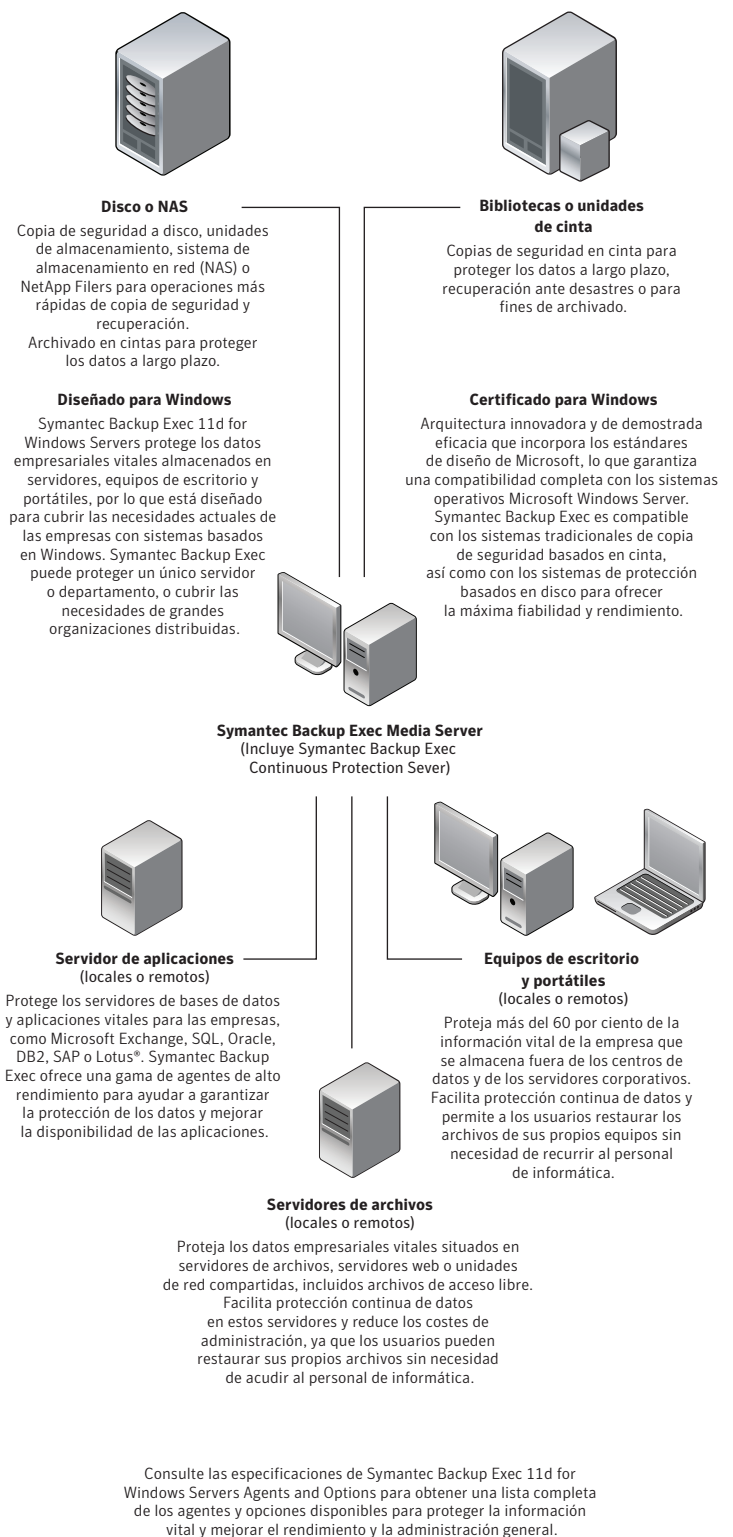 Disco o NAS
Copia de seguridad a disco, unidades
de almacenamiento, sistema de
almacenamiento en red (NAS) o
NetApp Filers para operaciones más
rápidas de copia de seguridad y
recuperación.
Archivado en cintas para proteger
los datos a largo plazo.
Bibliotecas o unidades
de cinta
Copias de seguridad en cinta para
proteger los datos a largo plazo,
recuperación ante desastres o para
fines de archivado.
Diseñado para Windows
Symantec Backup Exec 11d for
Windows Servers protege los datos
empresariales vitales almacenados en
servidores, equipos de escritorio y
portátiles, por lo que está diseñado
para cubrir las necesidades actuales de
las empresas con sistemas basados
en Windows. Symantec Backup Exec
puede proteger un único servidor
o departamento, o cubrir las
necesidades de grandes
organizaciones distribuidas.
Certificado para Windows
Arquitectura innovadora y de demostrada
eficacia que incorpora los estándares
de diseño de Microsoft, lo que garantiza
una compatibilidad completa con los sistemas
operativos Microsoft Windows Server.
Symantec Backup Exec es compatible
con los sistemas tradicionales de copia
de seguridad basados en cinta,
así como con los sistemas de protección
basados en disco para ofrecer
la máxima fiabilidad y rendimiento.
Symantec Backup Exec Media Server
(Incluye Symantec Backup Exec
Continuous Protection Sever)
Servidor de aplicaciones
(locales o remotos)
Protege los servidores de bases de datos
y aplicaciones vitales para las empresas,
como Microsoft Exchange, SQL, Oracle,
DB2, SAP o Lotus®. Symantec Backup
Exec ofrece una gama de agentes de alto
rendimiento para ayudar a garantizar
la protección de los datos y mejorar
la disponibilidad de las aplicaciones.
Equipos de escritorio
y portátiles
(locales o remotos)
Proteja más del 60 por ciento de la
información vital de la empresa que
se almacena fuera de los centros de
datos y de los servidores corporativos.
Facilita protección continua de datos y
permite a los usuarios restaurar los
archivos de sus propios equipos sin
necesidad de recurrir al personal
de informática.
Servidores de archivos
(locales o remotos)
Proteja los datos empresariales vitales situados en
servidores de archivos, servidores web o unidades
de red compartidas, incluidos archivos de acceso libre.
Facilita protección continua de datos
en estos servidores y reduce los costes de
administración, ya que los usuarios pueden
restaurar sus propios archivos sin necesidad
de acudir al personal de informática.
Consulte las especificaciones de Symantec Backup Exec 11d for
Windows Servers Agents and Options para obtener una lista completa
de los agentes y opciones disponibles para proteger la información
vital y mejorar el rendimiento y la administración general.